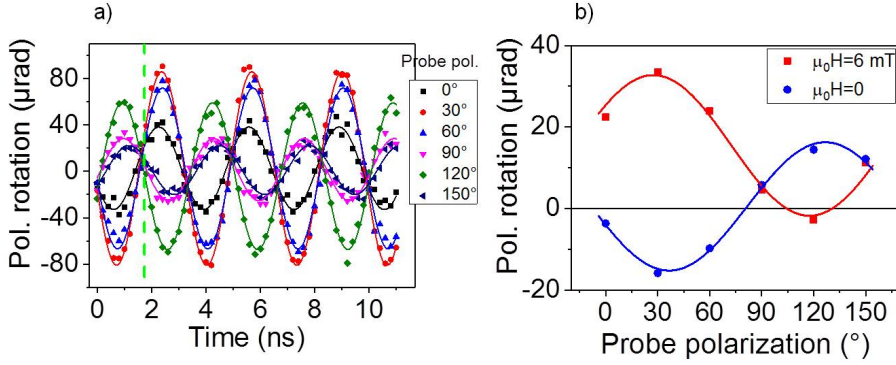 a)
Pol. rotation (µrad)
80
40
0
-40
-80
0 2 4 6 8 10
Time (ns)
Probe pol.
0°
30°
60°
90°
120°
150°
b)
Pol. rotation (µrad)
40
20
0
-20
0 30 60 90 120 150
Probe polarization (°)
µ₀H=6 mT
µ₀H=0